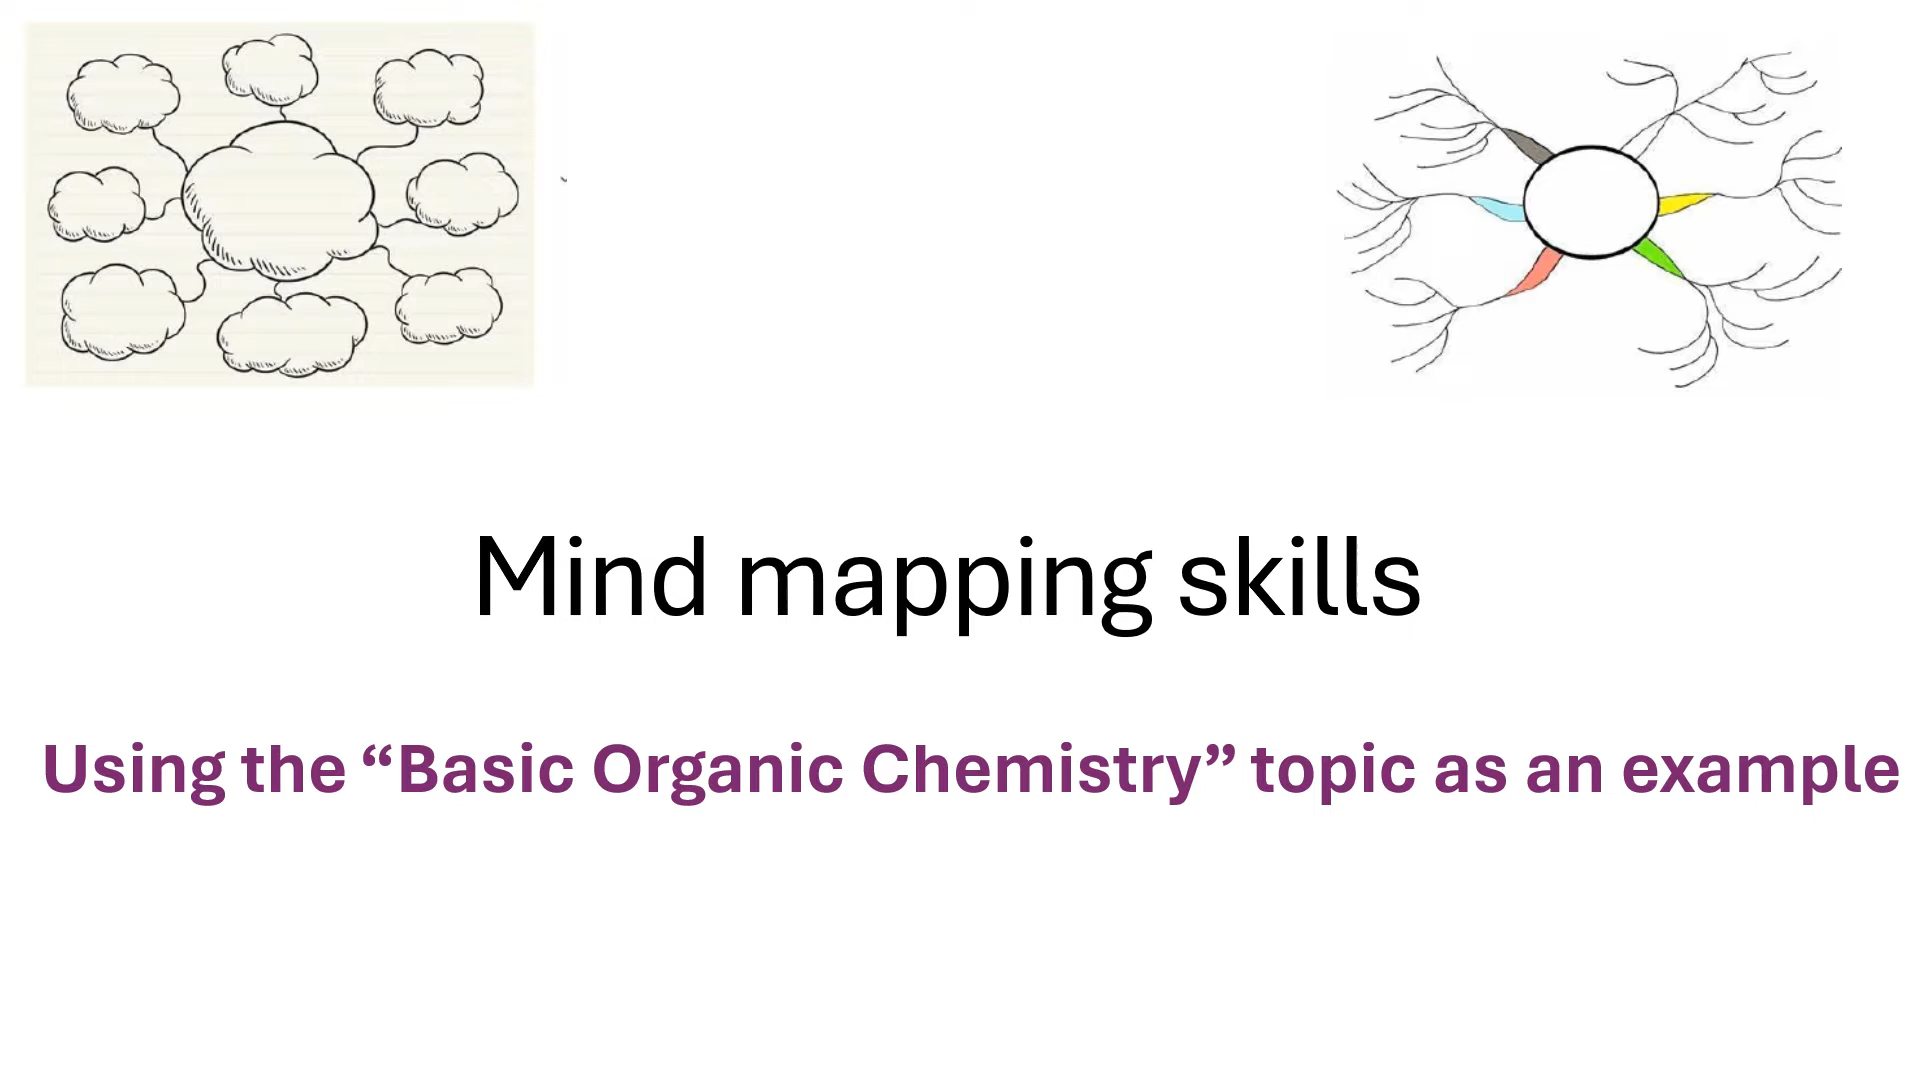 Mind mapping skills
Using the “Basic Organic Chemistry” topic as an example